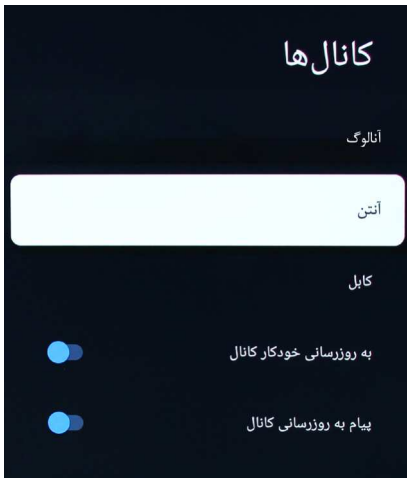 کانال‌ها
آنالوگ
آنتن
کابل
به روزرسانی خودکار کانال
پیام به روزرسانی کانال